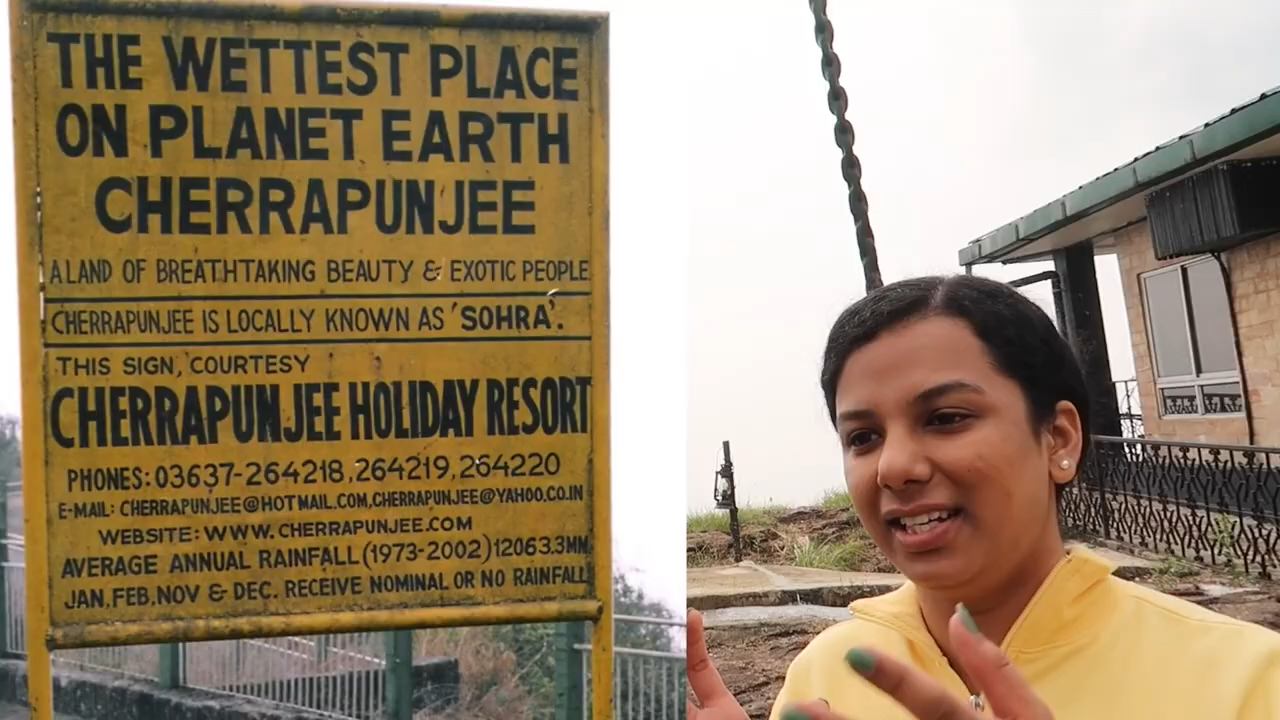 THE WETTEST PLACE
ON PLANET EARTH
CHERRAPUNJEE
A LAND OF BREATHTAKING BEAUTY & EXOTIC PEOPLE
CHERRAPUNJEE IS LOCALLY KNOWN AS 'SOHRA'.
THIS SIGN, COURTESY
CHERRAPUNJEE HOLIDAY RESORT
PHONES: 03637-264218, 264219, 264220
E-MAIL: CHERRAPUNJEE@HOTMAIL.COM, CHERRAPUNJEE@YAHOO.CO.IN
WEBSITE: WWW.CHERRAPUNJEE.COM
AVERAGE ANNUAL RAINFALL (1973-2002) 12063.3MM
JAN, FEB, NOV & DEC. RECEIVE NOMINAL OR NO RAINFALL